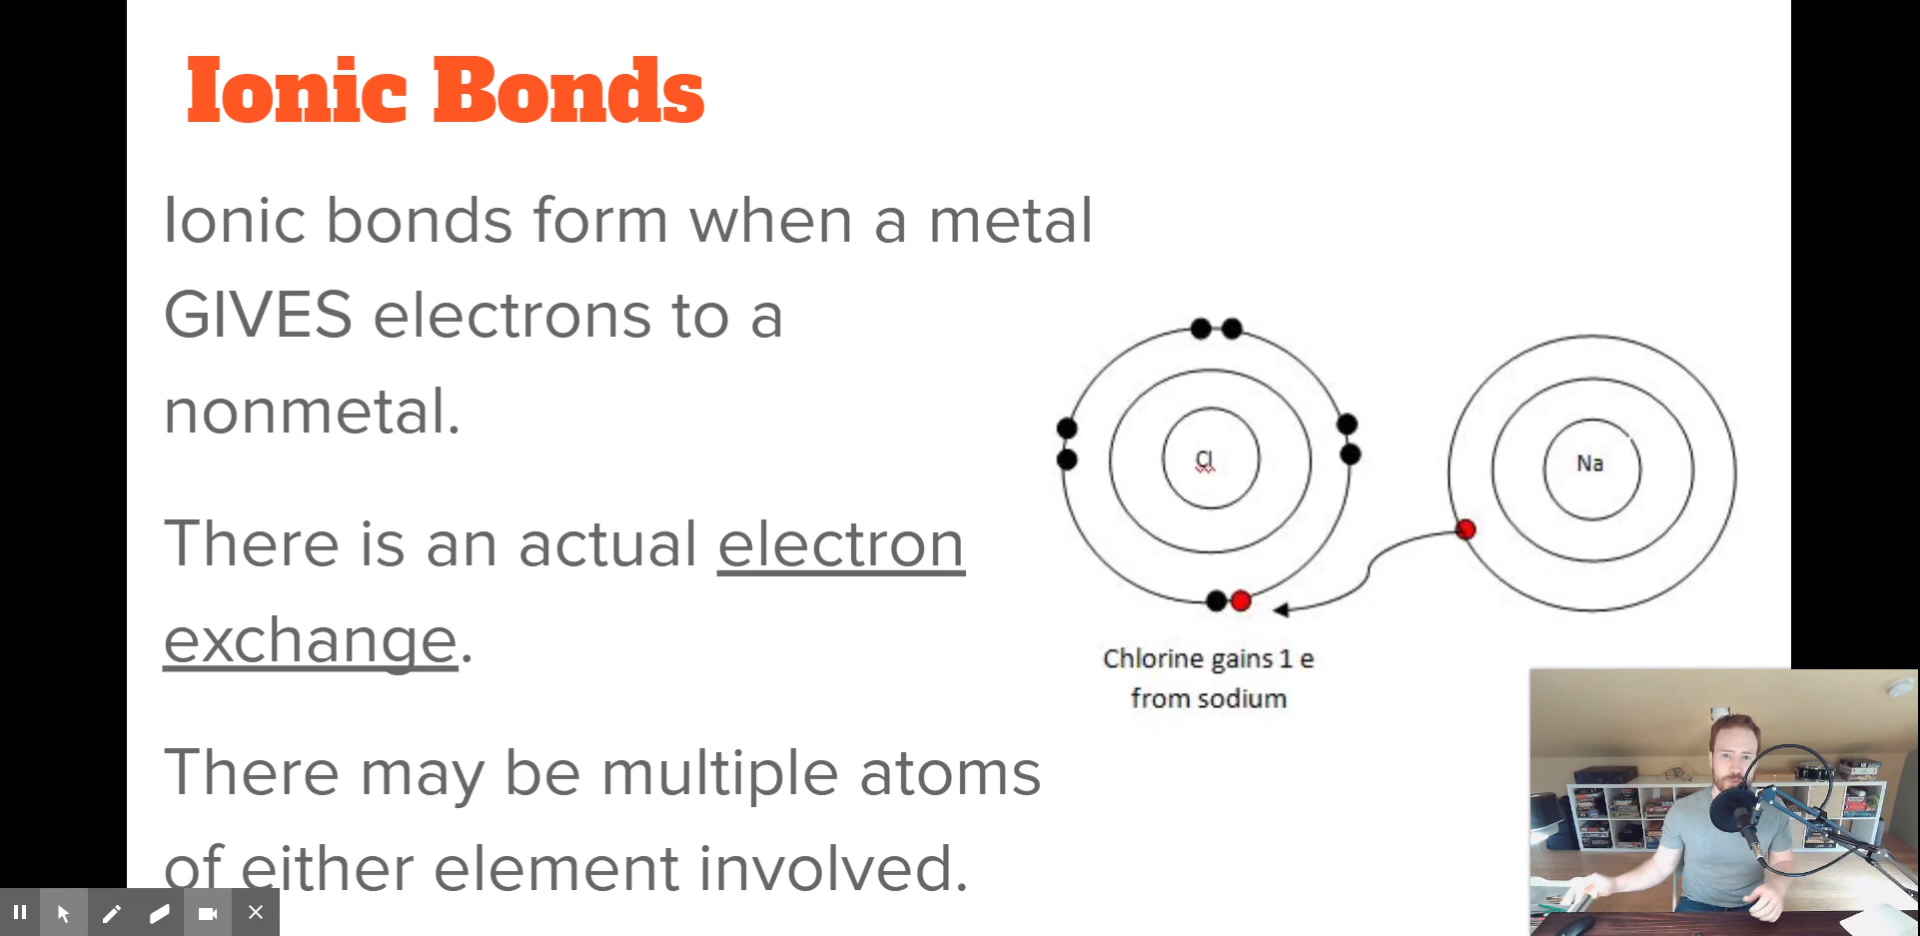 Ionic Bonds
Ionic bonds form when a metal
GIVES electrons to a
nonmetal.
There is an actual electron
exchange.
There may be multiple atoms
of either element involved.
Cl
Na
Chlorine gains 1 e
from sodium